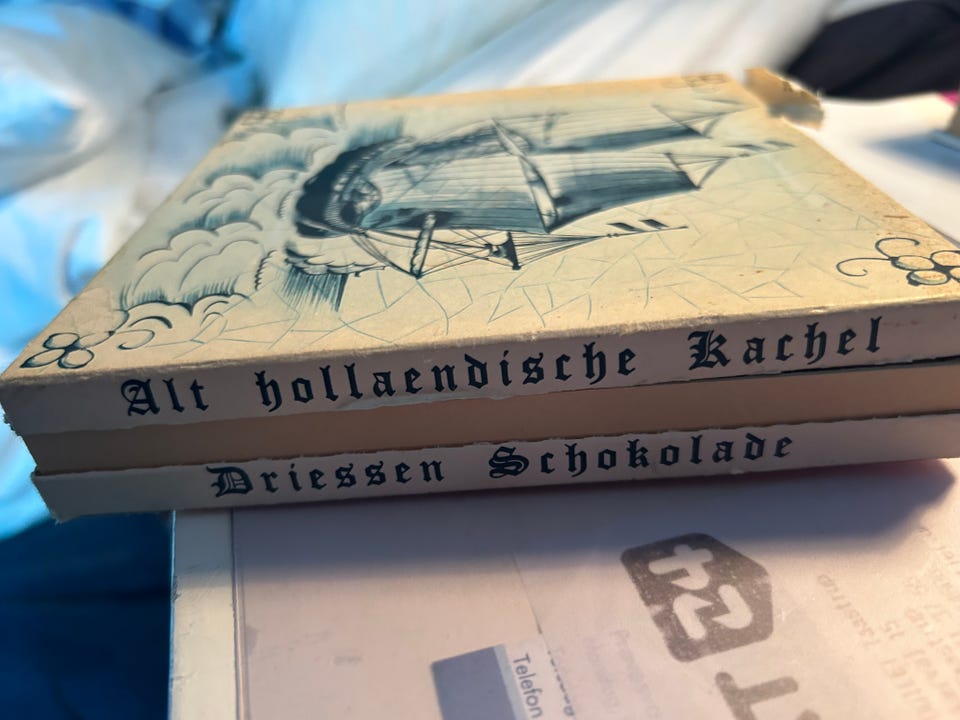 Alt hollaendische Kachel
Driessen Schokolade
Telefon